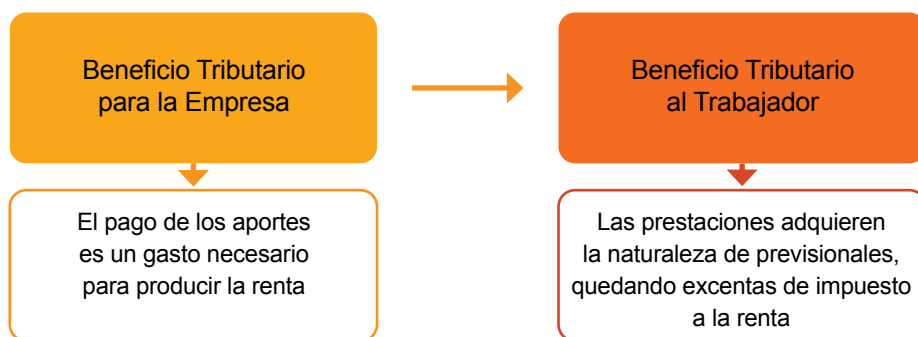 Beneficio Tributario
para la Empresa
Beneficio Tributario
al Trabajador
El pago de los aportes
es un gasto necesario
para producir la renta
Las prestaciones adquieren
la naturaleza de previsionales,
quedando excentas de impuesto
a la renta